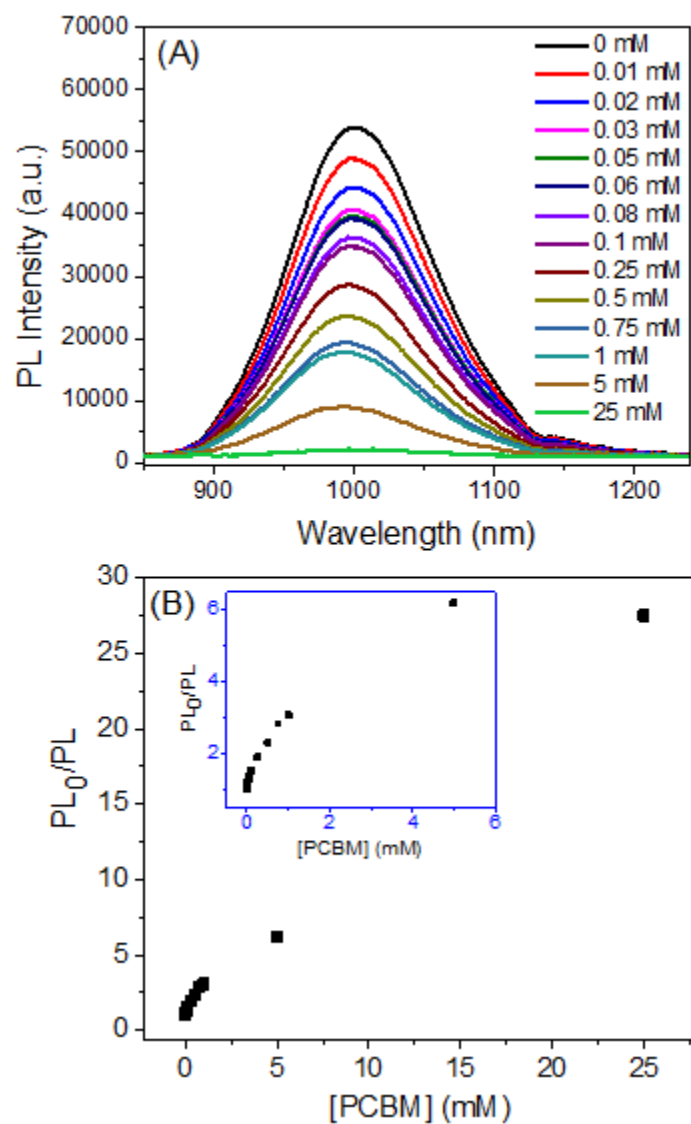 70000
(A)
60000
50000
40000
30000
20000
10000
0
PL Intensity (a.u.)
0 mM
0.01 mM
0.02 mM
0.03 mM
0.05 mM
0.06 mM
0.08 mM
0.1 mM
0.25 mM
0.5 mM
0.75 mM
1 mM
5 mM
25 mM
900 1000 1100 1200
Wavelength (nm)
30
(B)
25
20
15
10
5
0
PL0/PL
6
4
2
PL0/PL
0 2 4 6
[PCBM] (mM)
0 5 10 15 20 25
[PCBM] (mM)